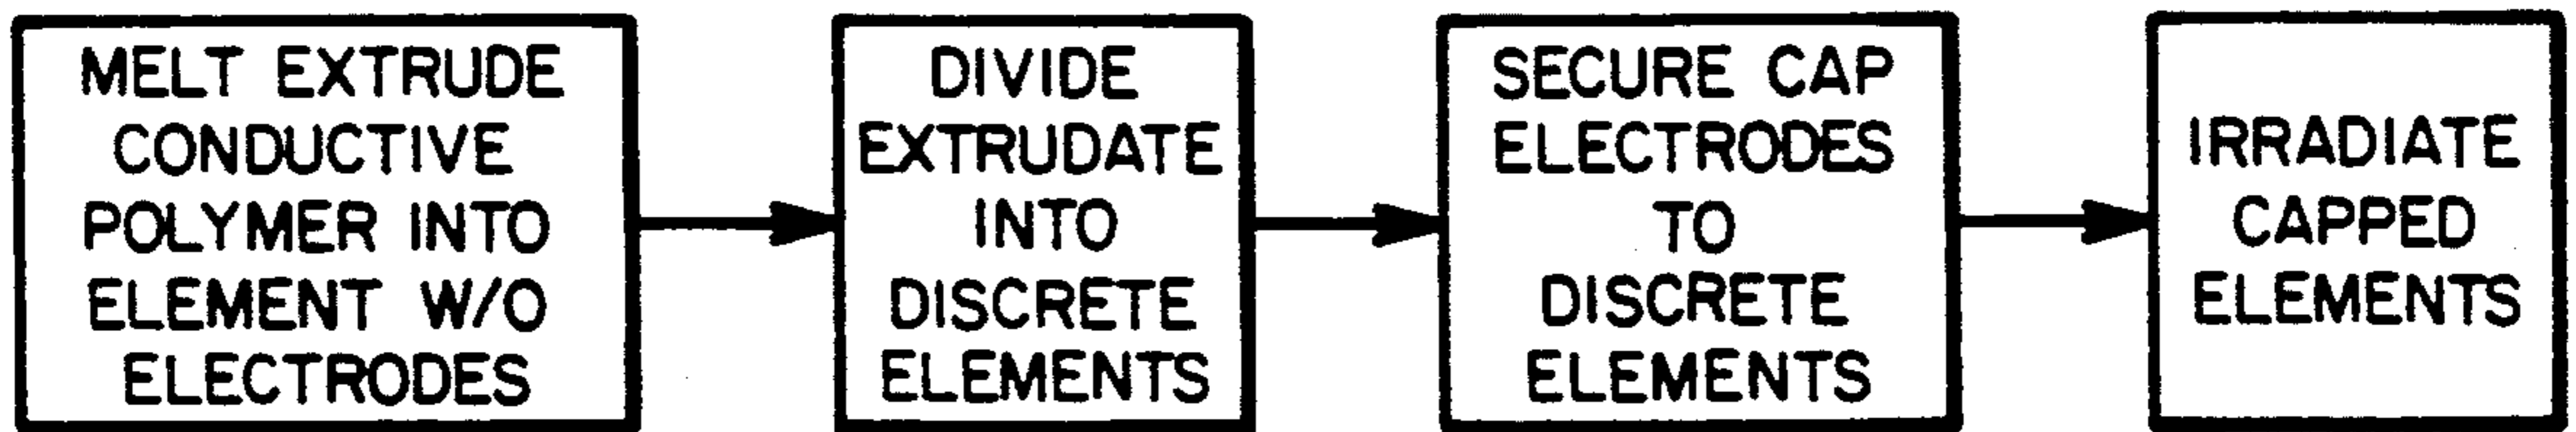 MELT EXTRUDE
CONDUCTIVE
POLYMER INTO
ELEMENT W/O
ELECTRODES
DIVIDE
EXTRUDATE
INTO
DISCRETE
ELEMENTS
SECURE CAP
ELECTRODES
TO
DISCRETE
ELEMENTS
IRRADIATE
CAPPED
ELEMENTS